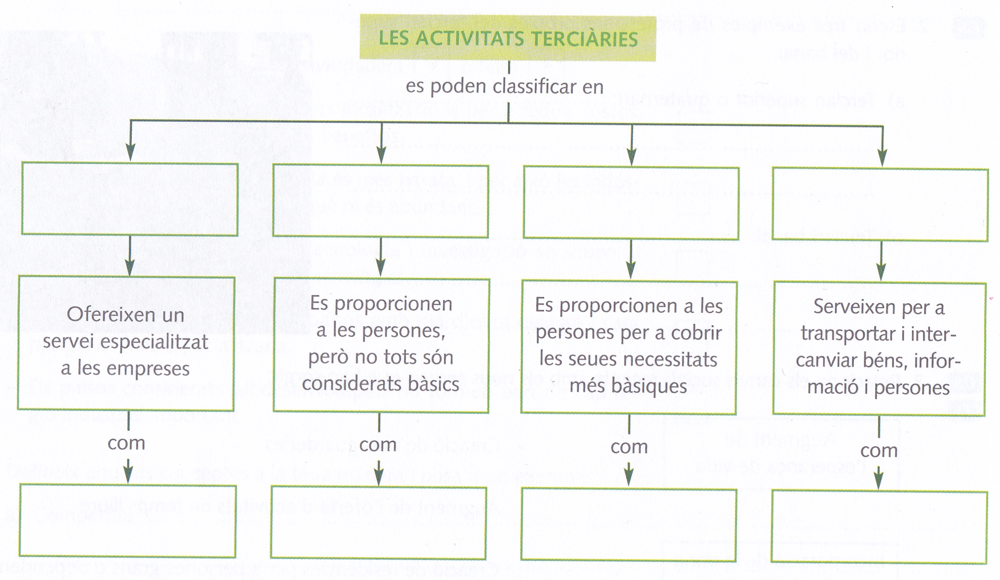 LES ACTIVITATS TERCIÀRIES
es poden classificar en
Ofereixen un
servei especialitzat
a les empreses
Es proporcionen
a les persones,
però no tots són
considerats bàsics
Es proporcionen a les
persones per a cobrir
les seues necessitats
més bàsiques
Serveixen per a
transportar i inter-
canviar béns, infor-
mació i persones
com
com
com
com